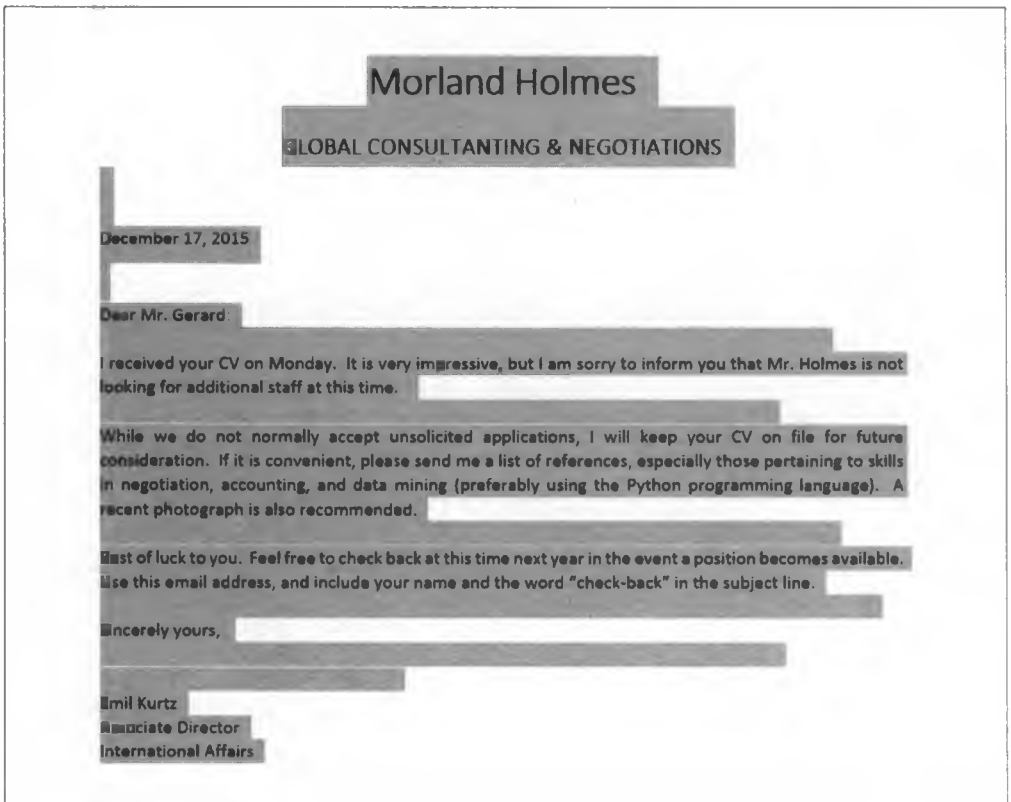 Morland Holmes
GLOBAL CONSULTANTING & NEGOTIATIONS
December 17, 2015
Dear Mr. Gerard:
I received your CV on Monday. It is very impressive, but I am sorry to inform you that Mr. Holmes is not
looking for additional staff at this time.
While we do not normally accept unsolicited applications, I will keep your CV on file for future
consideration. If it is convenient, please send me a list of references, especially those pertaining to skills
in negotiation, accounting, and data mining (preferably using the Python programming language). A
recent photograph is also recommended.
Best of luck to you. Feel free to check back at this time next year in the event a position becomes available.
Use this email address, and include your name and the word “check-back” in the subject line.
Sincerely yours,
Emil Kurtz
Associate Director
International Affairs